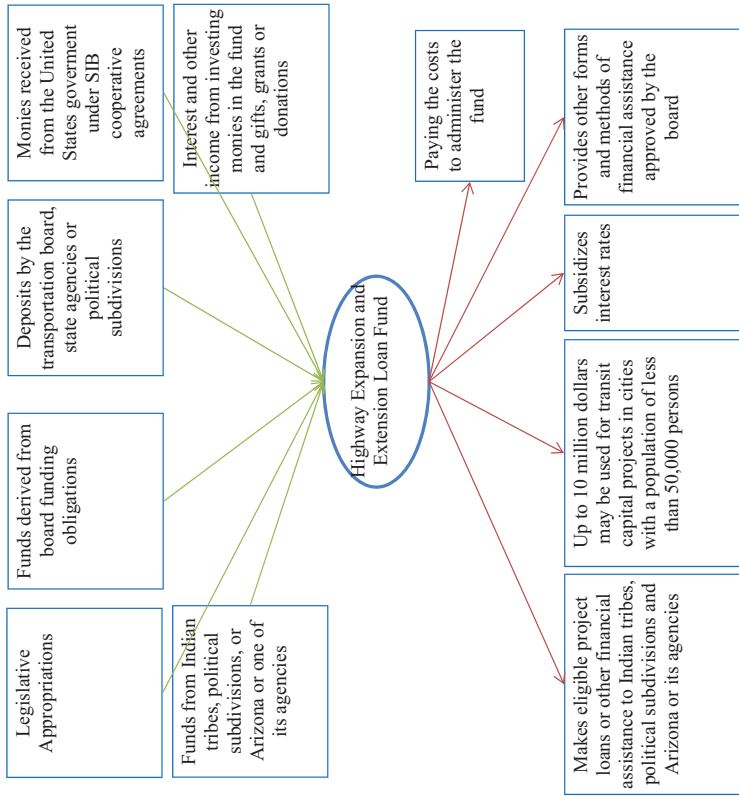 Legislative
Appropriations
Funds derived from
board funding
obligations
Deposits by the
transportation board,
state agencies or
political
subdivisions
Monies received
from the United
States goverment
under SIB
cooperative
agreements
Funds from Indian
tribes, political
subdivisions, or
Arizona or one of
its agencies
Interest and other
income from investing
monies in the fund
and gifts, grants or
donations
Highway Expansion and
Extension Loan Fund
Paying the costs
to administer the
fund
Makes eligible project
loans or other financial
assistance to Indian tribes,
political subdivisions and
Arizona or its agencies
Up to 10 million dollars
may be used for transit
capital projects in cities
with a population of less
than 50,000 persons
Subsidizes
interest rates
Provides other forms
and methods of
financial assistance
approved by the
board